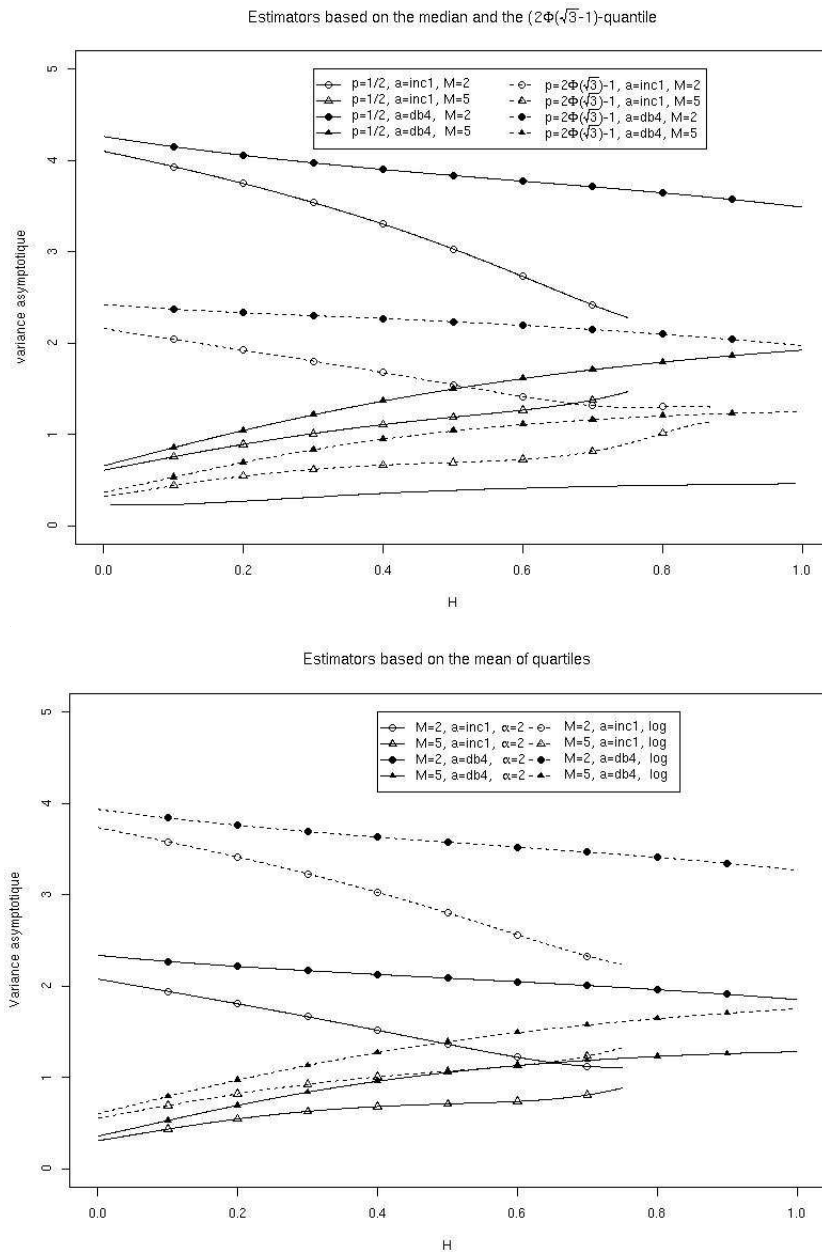 Estimators based on the median and the (2Φ(√3-1)-quantile
variance asymptotique
5
4
3
2
1
0
p=1/2, a=inc1, M=2
p=1/2, a=inc1, M=5
p=1/2, a=db4, M=2
p=1/2, a=db4, M=5
p=2Φ(√3)-1, a=inc1, M=2
p=2Φ(√3)-1, a=inc1, M=5
p=2Φ(√3)-1, a=db4, M=2
p=2Φ(√3)-1, a=db4, M=5
0.0 0.2 0.4 0.6 0.8 1.0
H
Estimators based on the mean of quartiles
Variance asymptotique
5
4
3
2
1
0
M=2, a=inc1, α=2
M=5, a=inc1, α=2
M=2, a=db4, α=2
M=5, a=db4, α=2
M=2, a=inc1, log
M=5, a=inc1, log
M=2, a=db4, log
M=5, a=db4, log
0.0 0.2 0.4 0.6 0.8 1.0
H